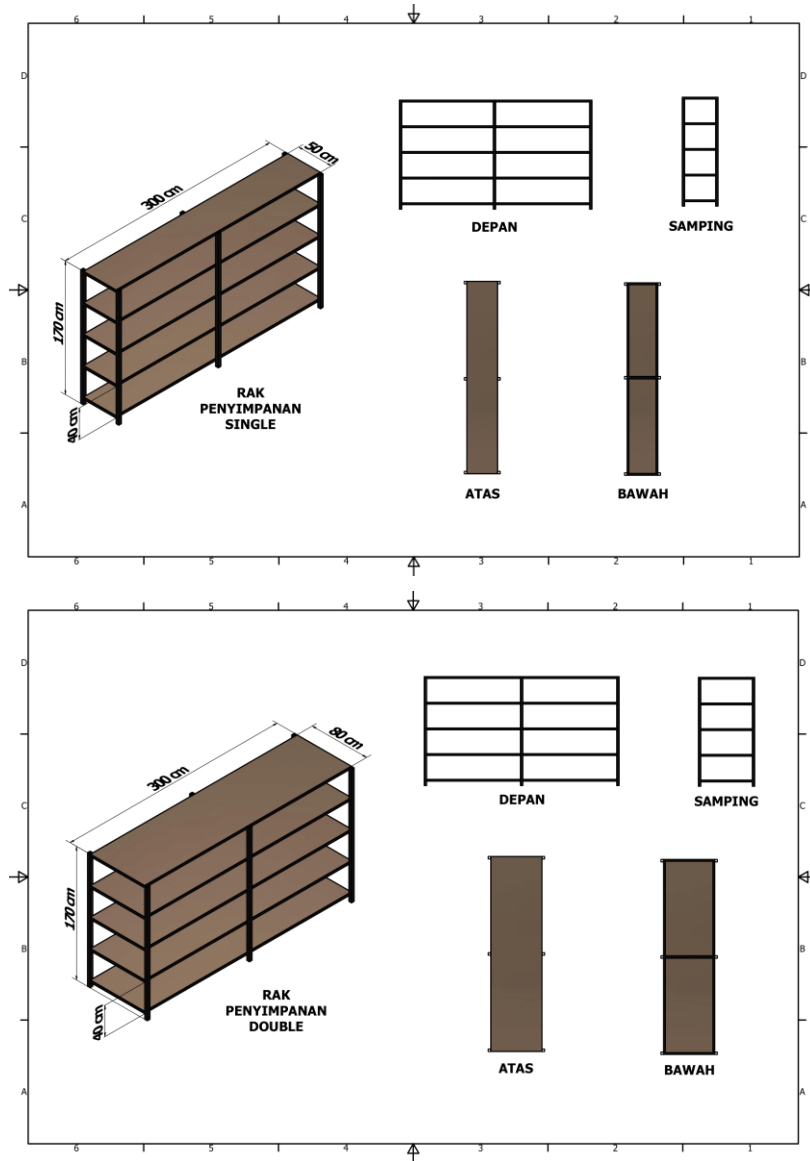 6 5 4 3 2 1
D
D
50 cm
300 cm
C
C
DEPAN
SAMPING
170 cm
B
B
RAK
PENYIMPANAN
SINGLE
40 cm
ATAS
BAWAH
A
A
6 5 4 3 2 1
6 5 4 3 2 1
D
D
80 cm
300 cm
DEPAN
SAMPING
C
C
170 cm
B
B
RAK
PENYIMPANAN
DOUBLE
40 cm
ATAS
BAWAH
A
A
6 5 4 3 2 1